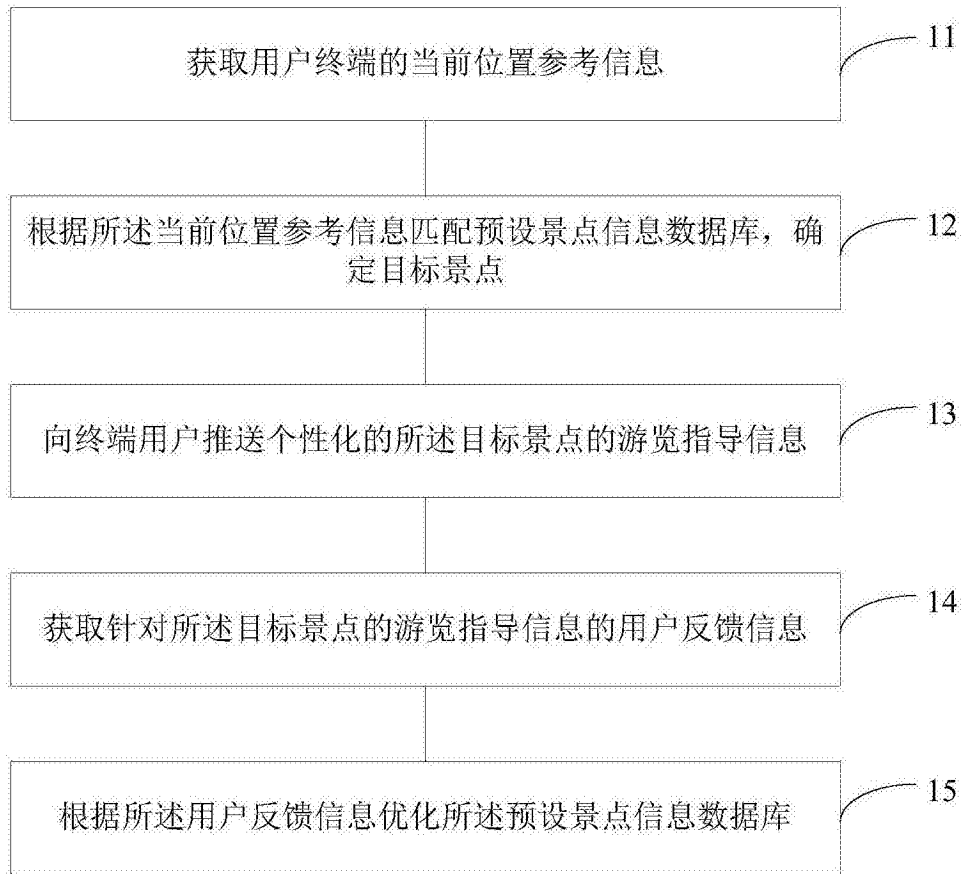 获取用户终端的当前位置参考信息
11
根据所述当前位置参考信息匹配预设景点信息数据库，确
定目标景点
12
向终端用户推送个性化的所述目标景点的游览指导信息
13
获取针对所述目标景点的游览指导信息的用户反馈信息
14
根据所述用户反馈信息优化所述预设景点信息数据库
15